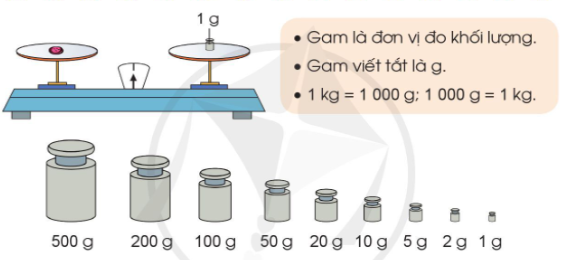 1 g
• Gam là đơn vị đo khối lượng.
• Gam viết tắt là g.
• 1 kg = 1 000 g; 1 000 g = 1 kg.
500 g 200 g 100 g 50 g 20 g 10 g 5 g 2 g 1 g